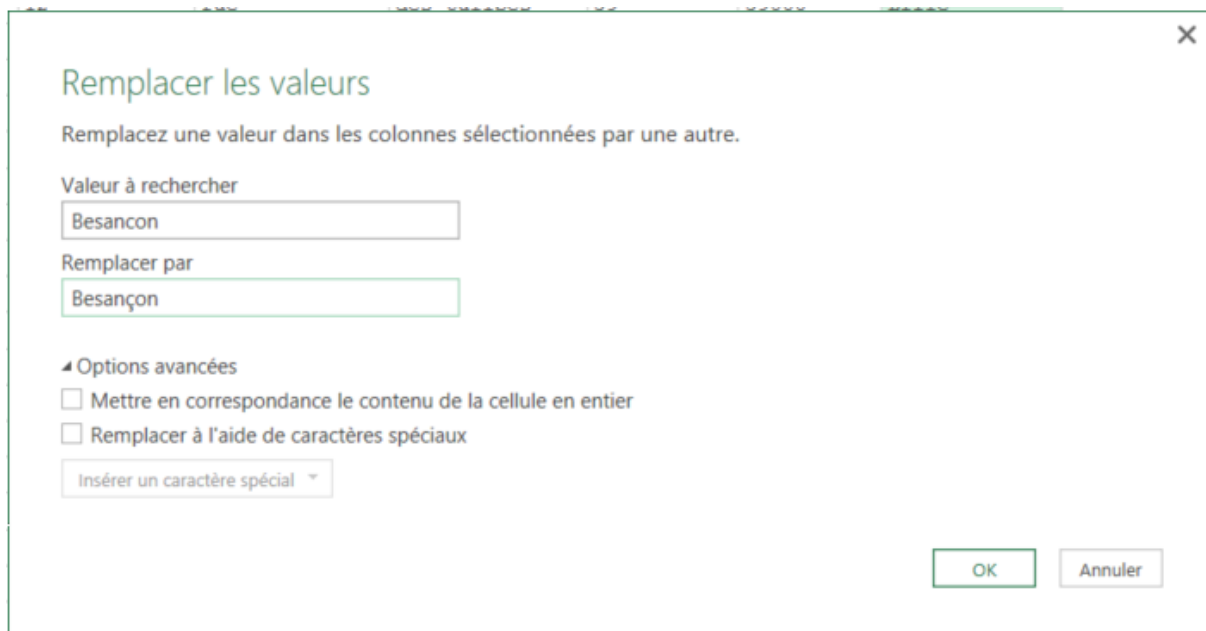 Remplacer les valeurs
Remplacez une valeur dans les colonnes sélectionnées par une autre.
Valeur à rechercher
Besancon
Remplacer par
Besançon
Options avancées
Mettre en correspondance le contenu de la cellule en entier
Remplacer à l'aide de caractères spéciaux
Insérer un caractère spécial
OK Annuler